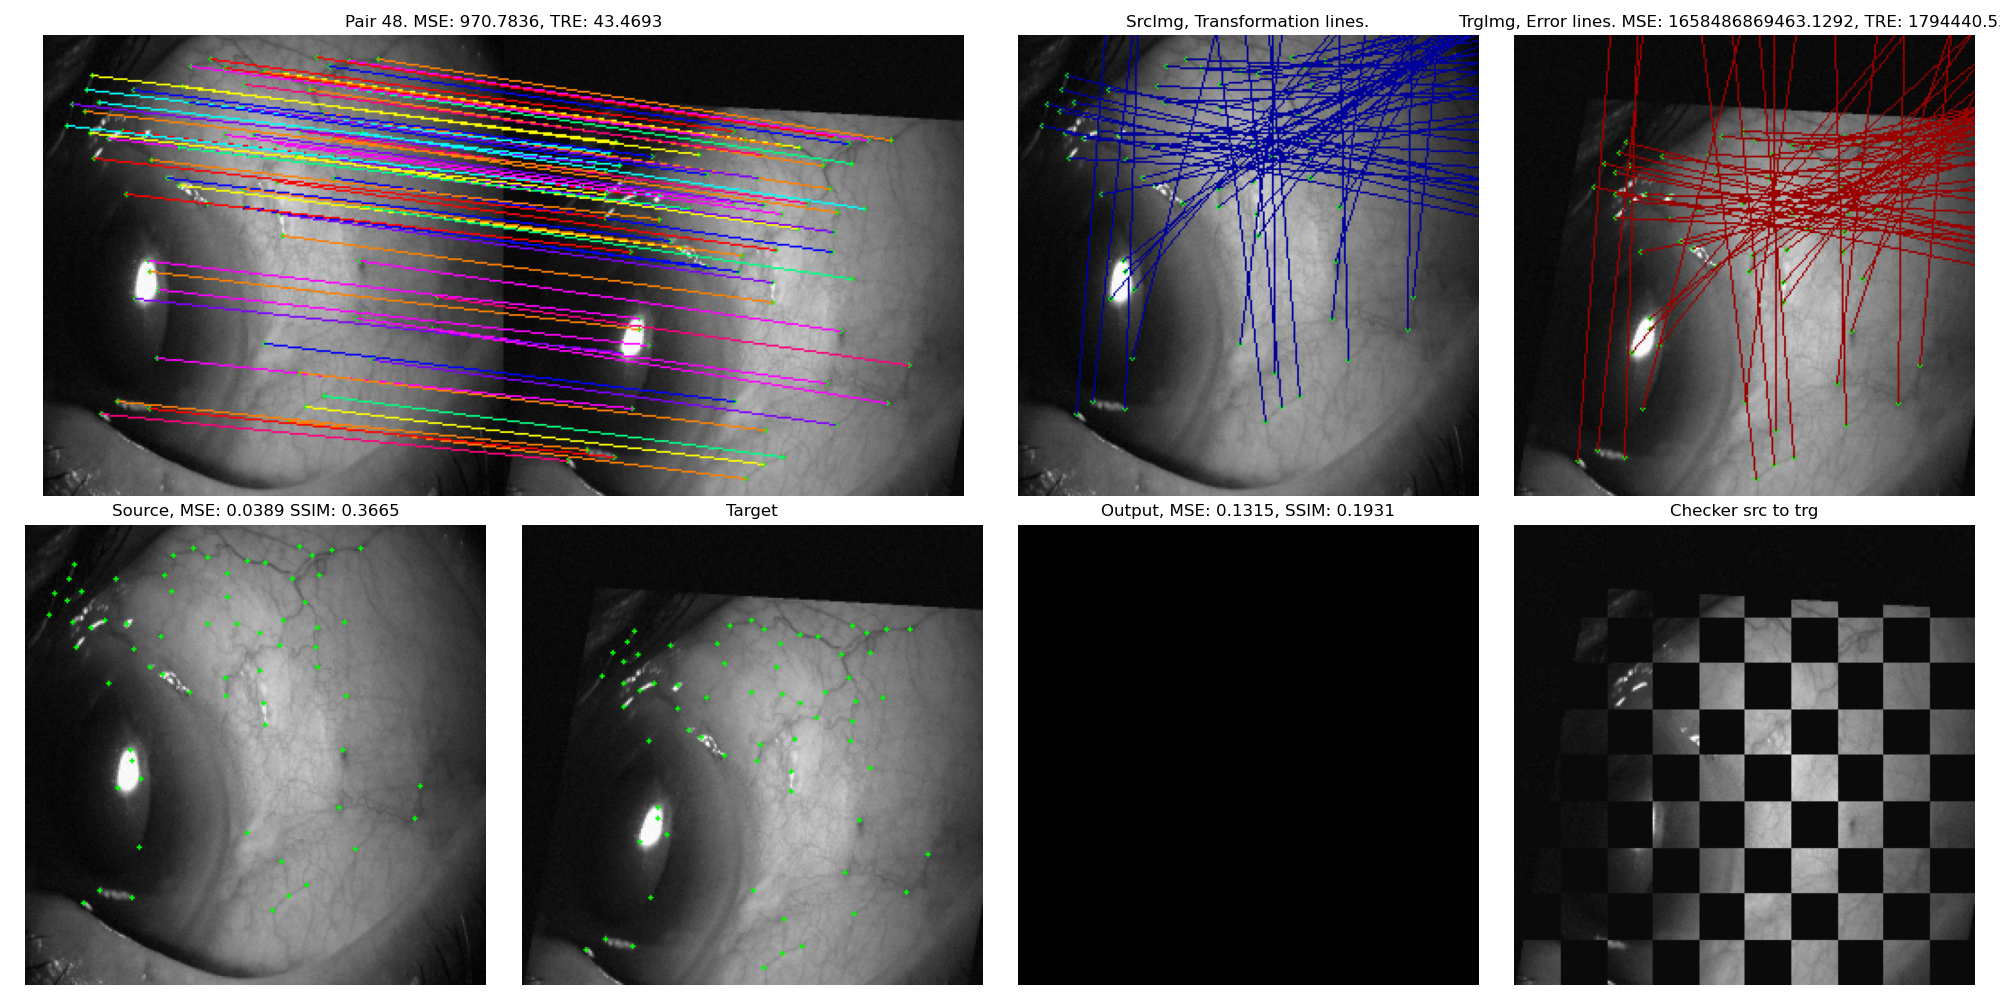 Pair 48. MSE: 970.7836, TRE: 43.4693
SrcImg, Transformation lines.
TrgImg, Error lines. MSE: 1658486869463.1292, TRE: 1794440.5
Source, MSE: 0.0389 SSIM: 0.3665
Target
Output, MSE: 0.1315, SSIM: 0.1931
Checker src to trg